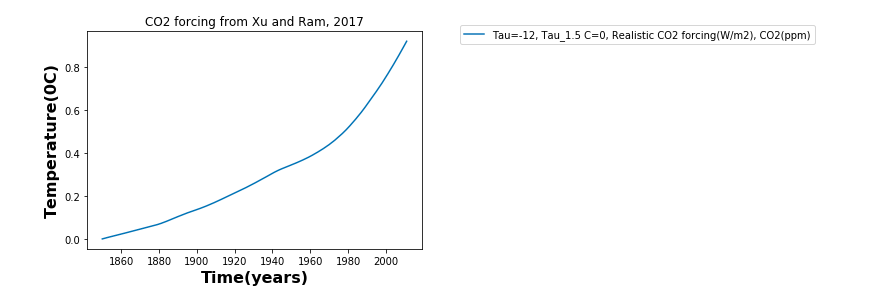 CO2 forcing from Xu and Ram, 2017
Tau=-12, Tau_1.5 C=0, Realistic CO2 forcing(W/m2), CO2(ppm)
Temperature(0C)
0.8
0.6
0.4
0.2
0.0
1860 1880 1900 1920 1940 1960 1980 2000
Time(years)